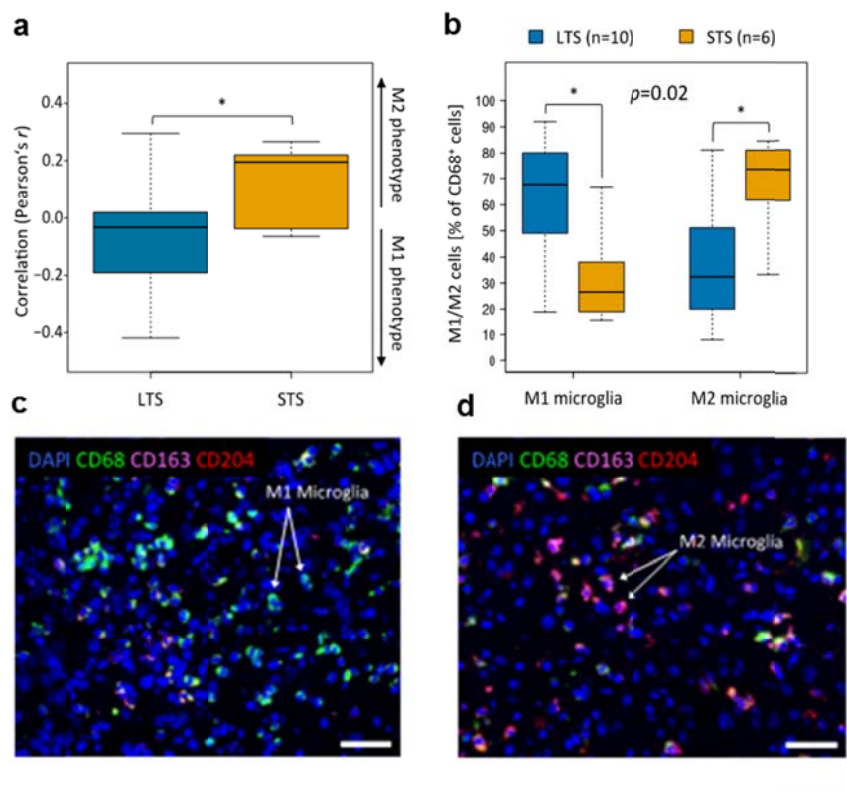 a
Correlation (Pearson's r)
0.4
0.2
0.0
−0.2
−0.4
*
LTS
STS
M2 phenotype
M1 phenotype
b
LTS (n=10)
STS (n=6)
M1/M2 cells [% of CD68⁺ cells]
100
90
80
70
60
50
40
30
20
10
0
*
p=0.02
*
M1 microglia
M2 microglia
c
DAPI CD68 CD163 CD204
M1 Microglia
d
DAPI CD68 CD163 CD204
M2 Microglia